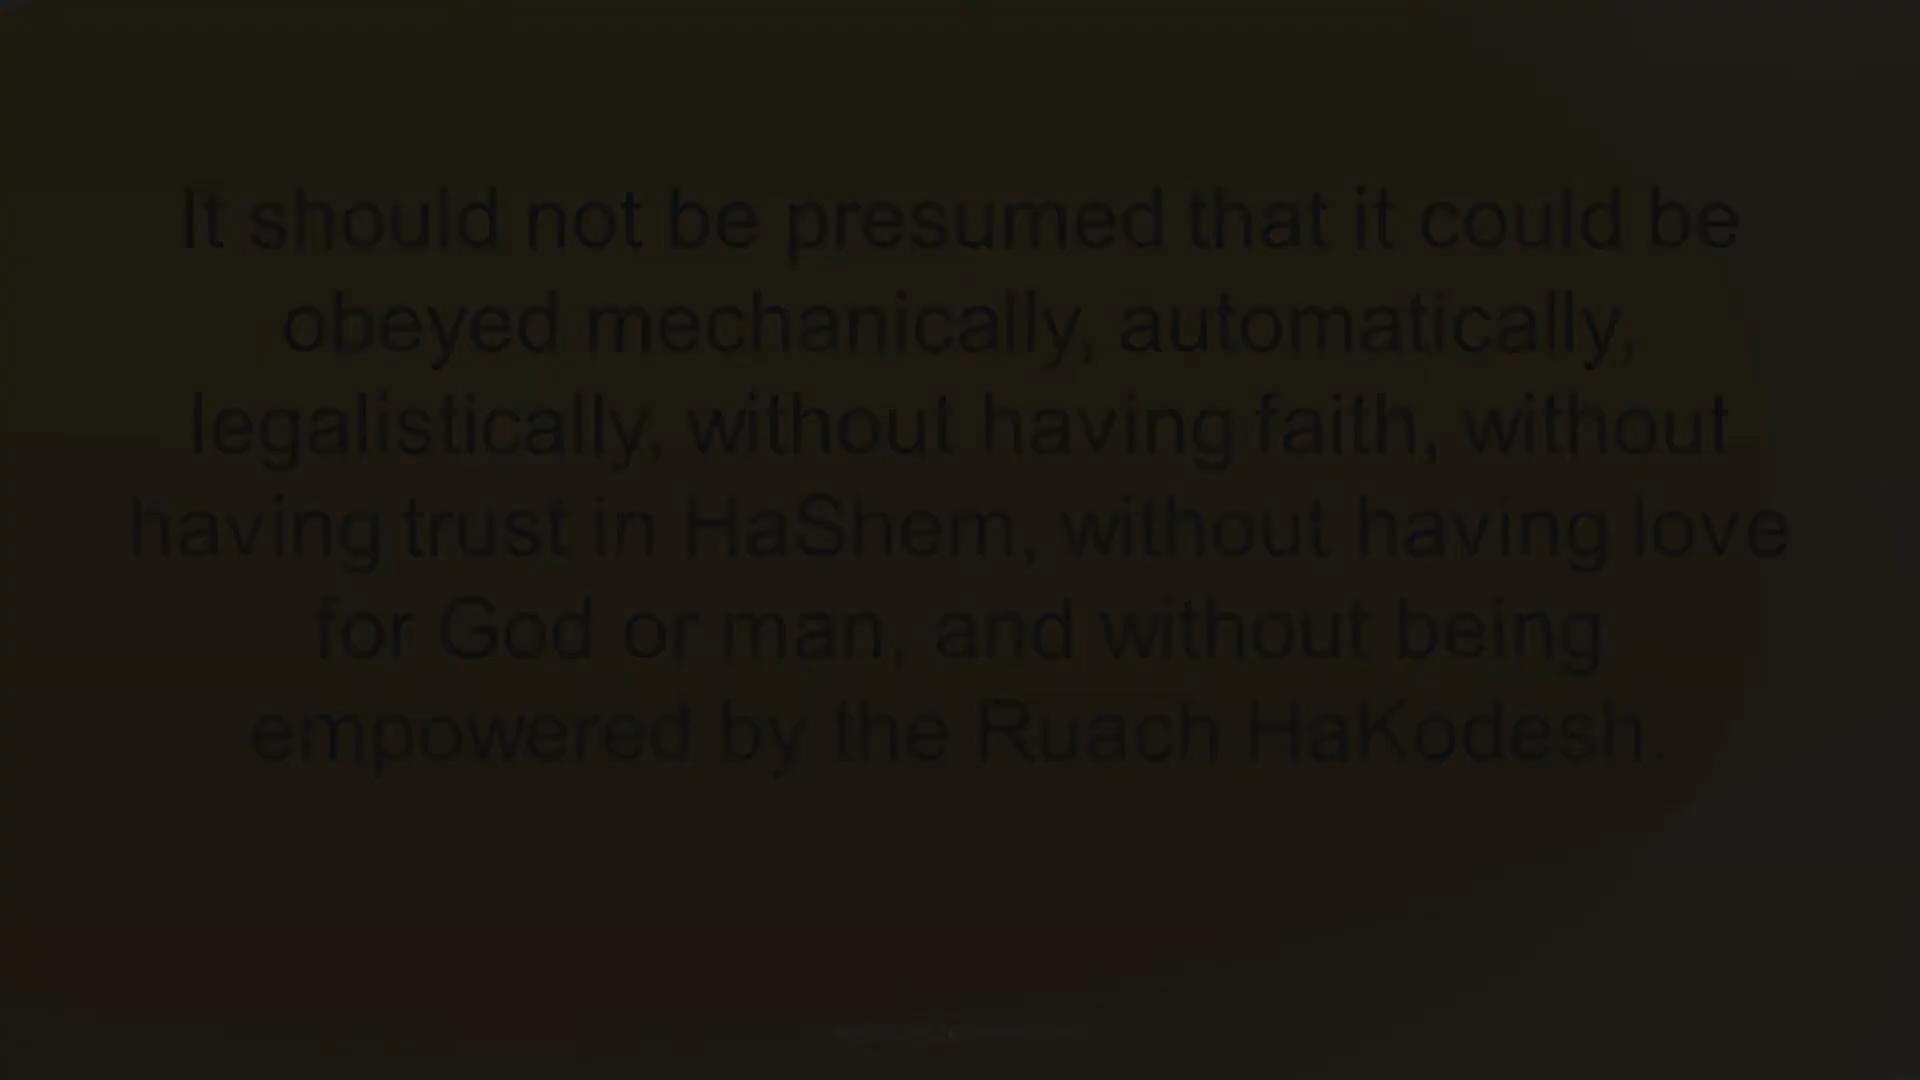 It should not be presumed that it could be
obeyed mechanically, automatically,
legalistically, without having faith, without
having trust in HaShem, without having love
for God or man, and without being
empowered by the Ruach HaKodesh.